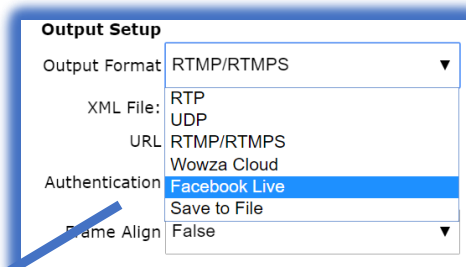 Output Setup
Output Format RTMP/RTMPS
RTP
XML File:
UDP
URL RTMP/RTMPS
Wowza Cloud
Authentication Facebook Live
Save to File
Frame Align False